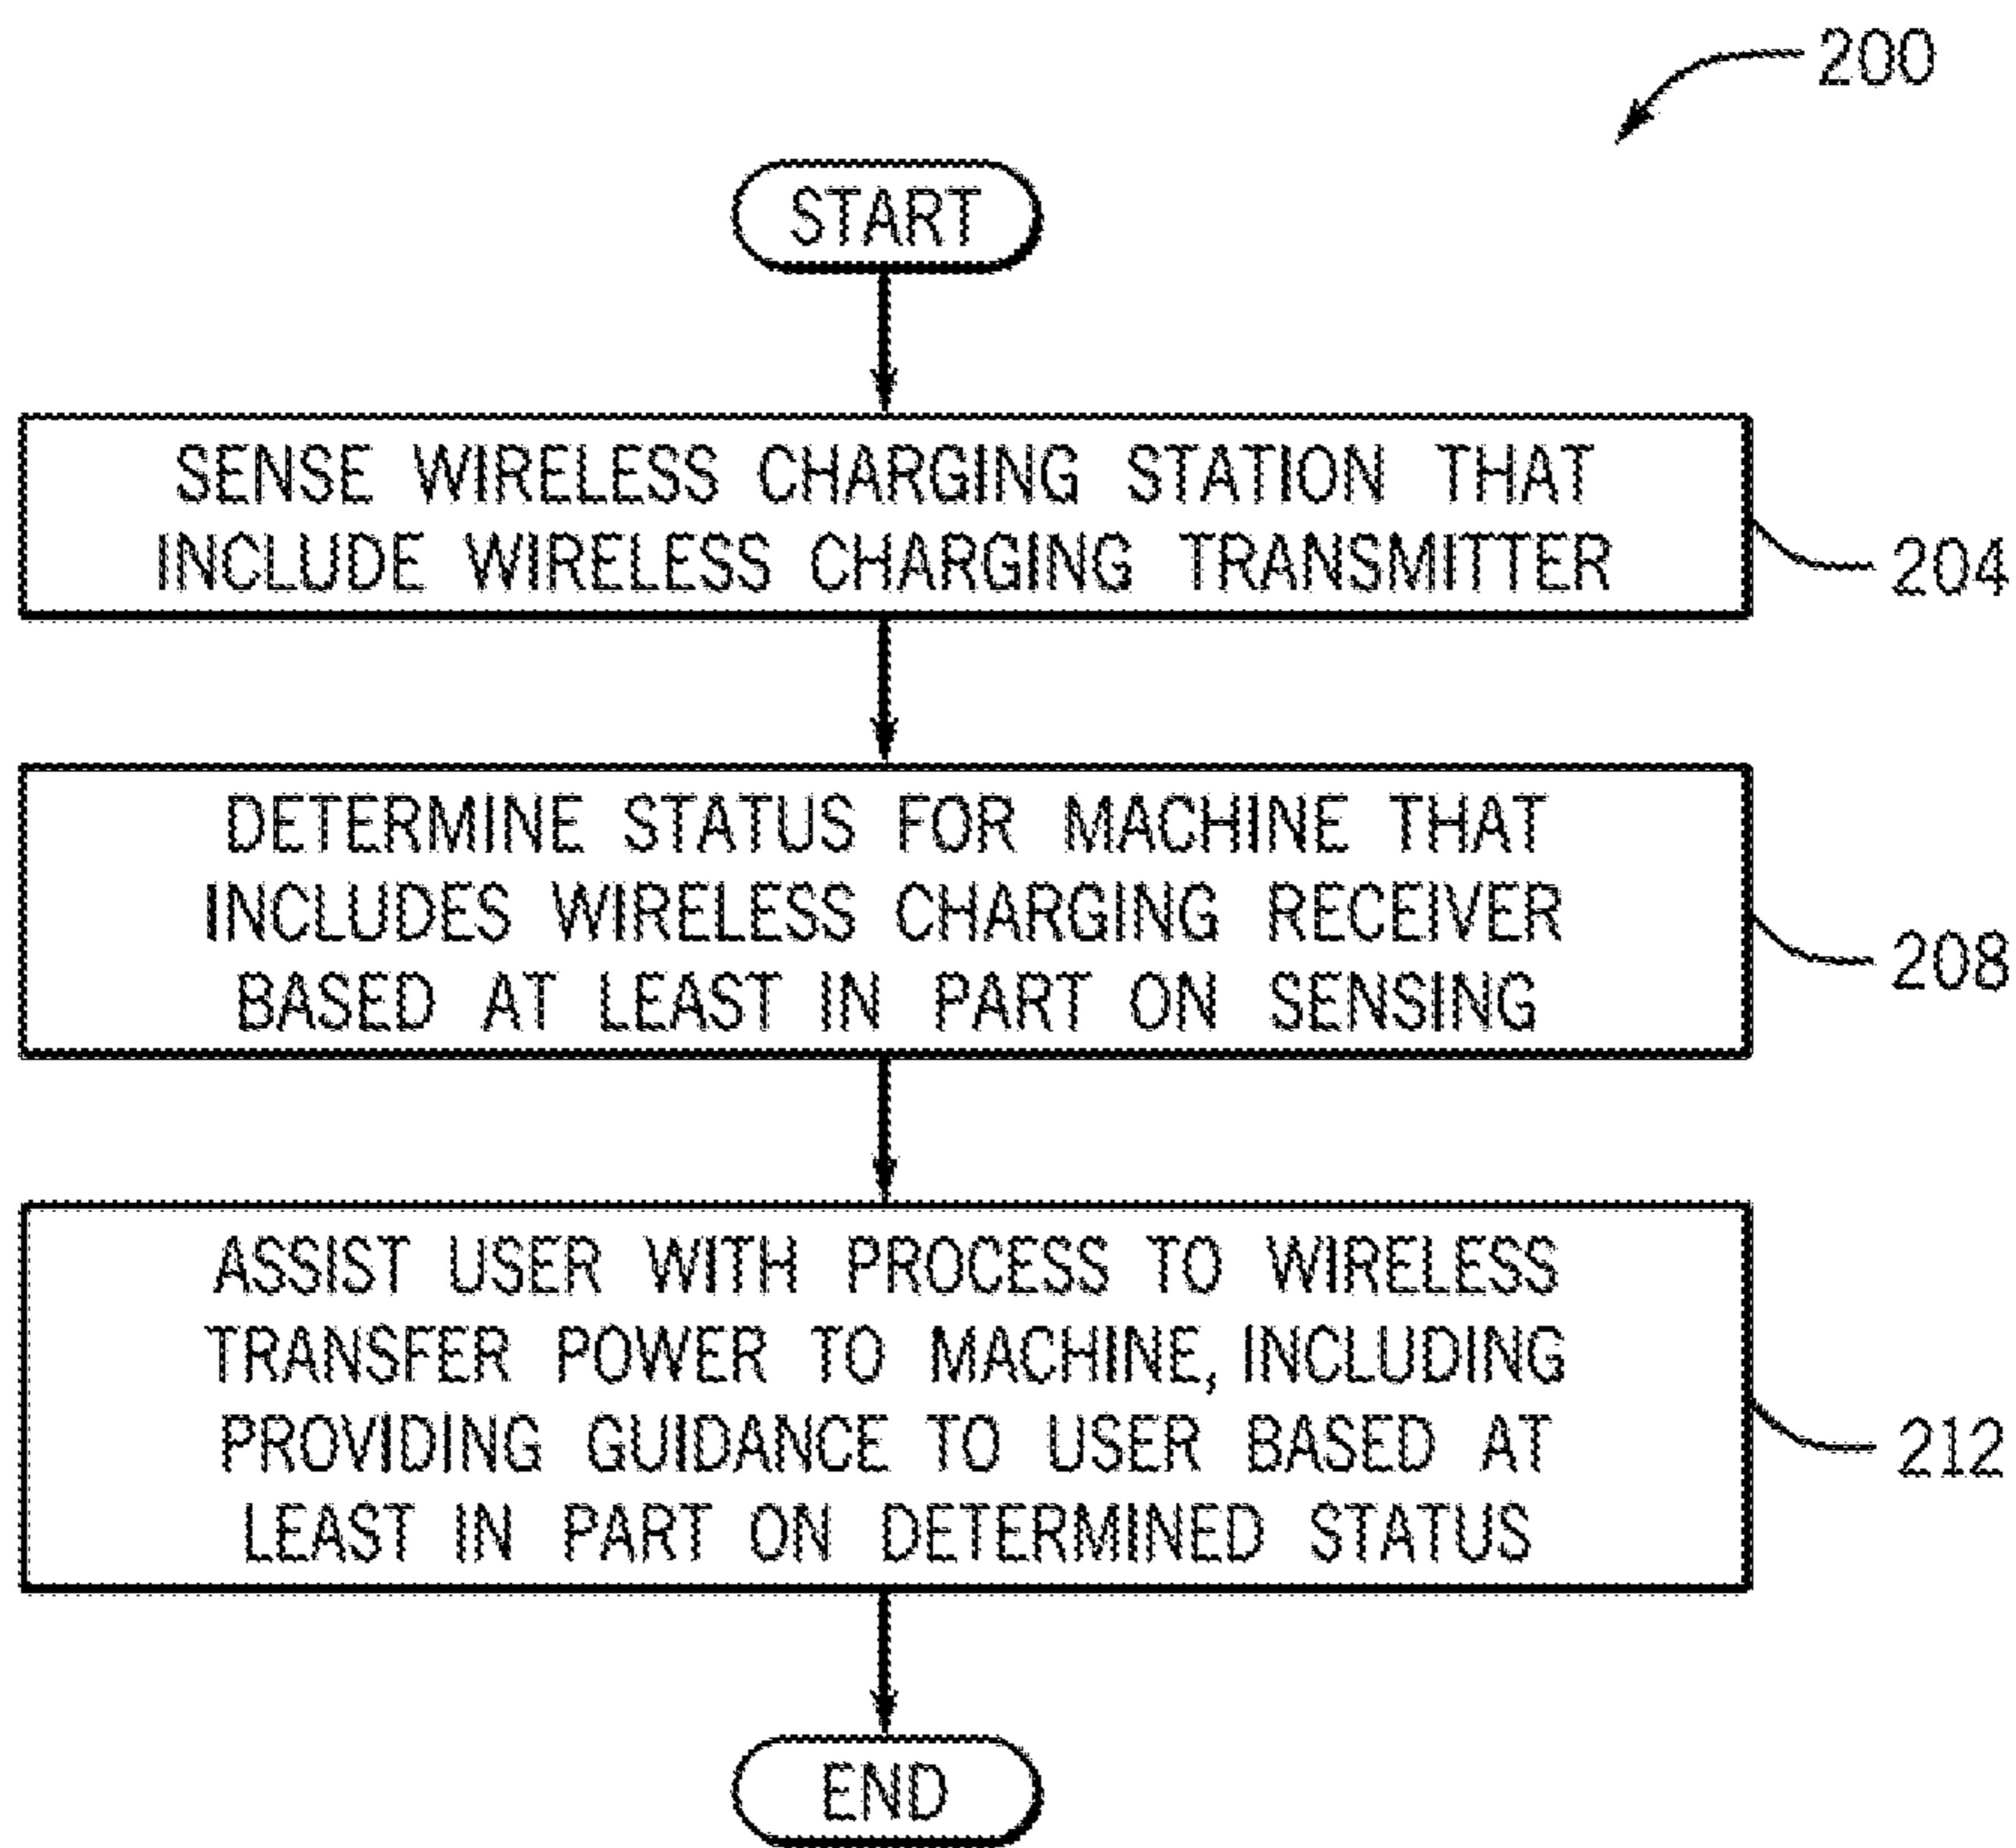 200
START
SENSE WIRELESS CHARGING STATION THAT
INCLUDE WIRELESS CHARGING TRANSMITTER
204
DETERMINE STATUS FOR MACHINE THAT
INCLUDES WIRELESS CHARGING RECEIVER
BASED AT LEAST IN PART ON SENSING
208
ASSIST USER WITH PROCESS TO WIRELESS
TRANSFER POWER TO MACHINE, INCLUDING
PROVIDING GUIDANCE TO USER BASED AT
LEAST IN PART ON DETERMINED STATUS
212
END